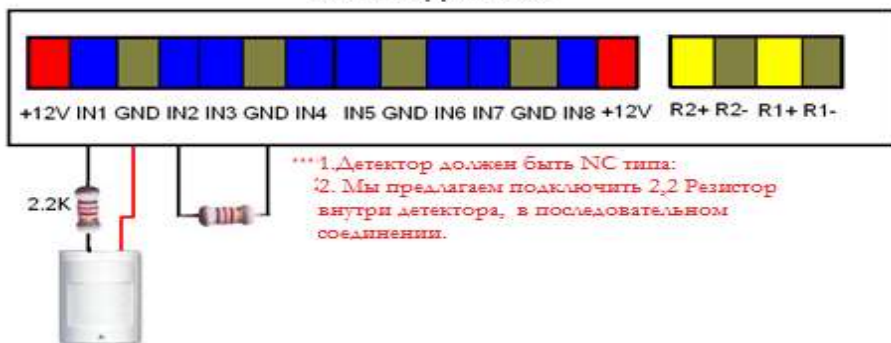 +12V IN1 GND IN2 IN3 GND IN4 IN5 GND IN6 IN7 GND IN8 +12V R2+ R2- R1+ R1-
2.2K
****1.Детектор должен быть NC типа:
2. Мы предлагаем подключить 2,2 Резистор
внутри детектора, в последовательном
соединении.